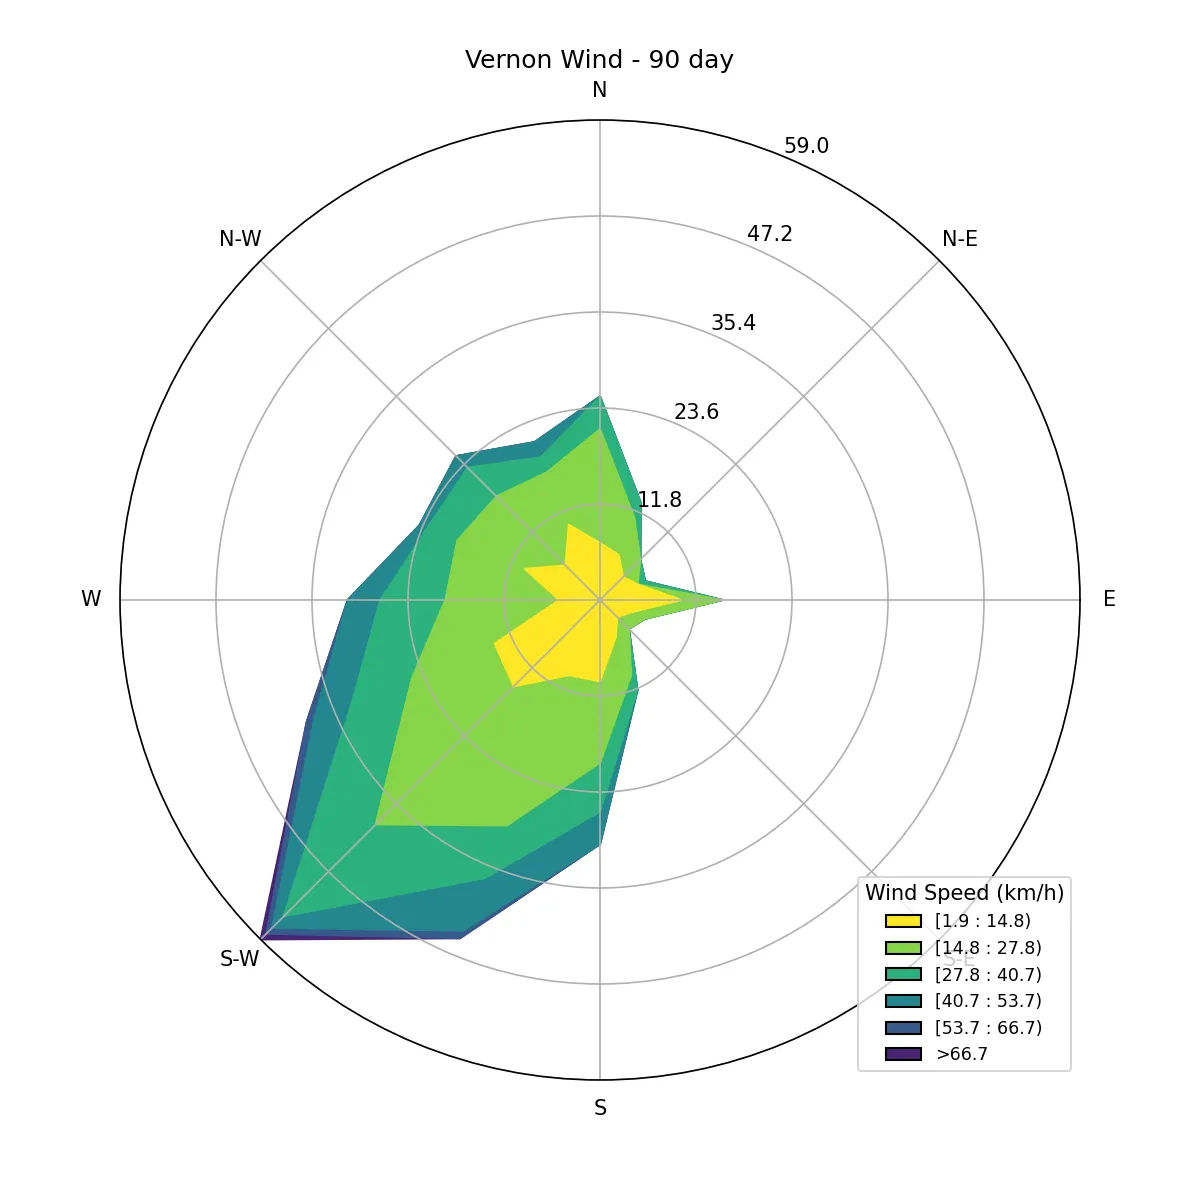 Vernon Wind - 90 day
N
59.0
47.2
N-W
N-E
35.4
23.6
11.8
W
E
S-W
S-E
S
Wind Speed (km/h)
[1.9 : 14.8)
[14.8 : 27.8)
[27.8 : 40.7)
[40.7 : 53.7)
[53.7 : 66.7)
>66.7